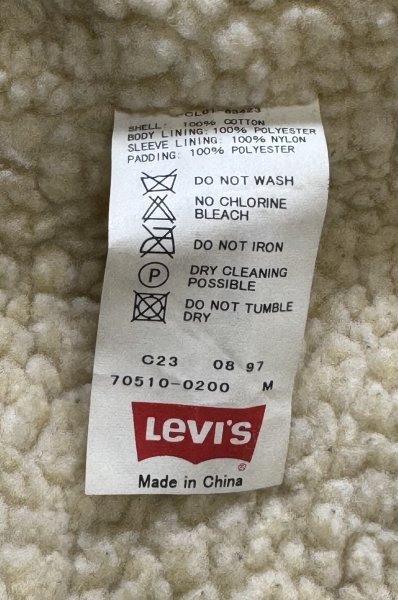 SHELL: 100% COTTON
BODY LINING: 100% POLYESTER
SLEEVE LINING: 100% NYLON
PADDING: 100% POLYESTER
DO NOT WASH
NO CHLORINE
BLEACH
DO NOT IRON
P DRY CLEANING
POSSIBLE
DO NOT TUMBLE
DRY
C23 08 97
70510-0200 M
LEVI'S ®
Made in China